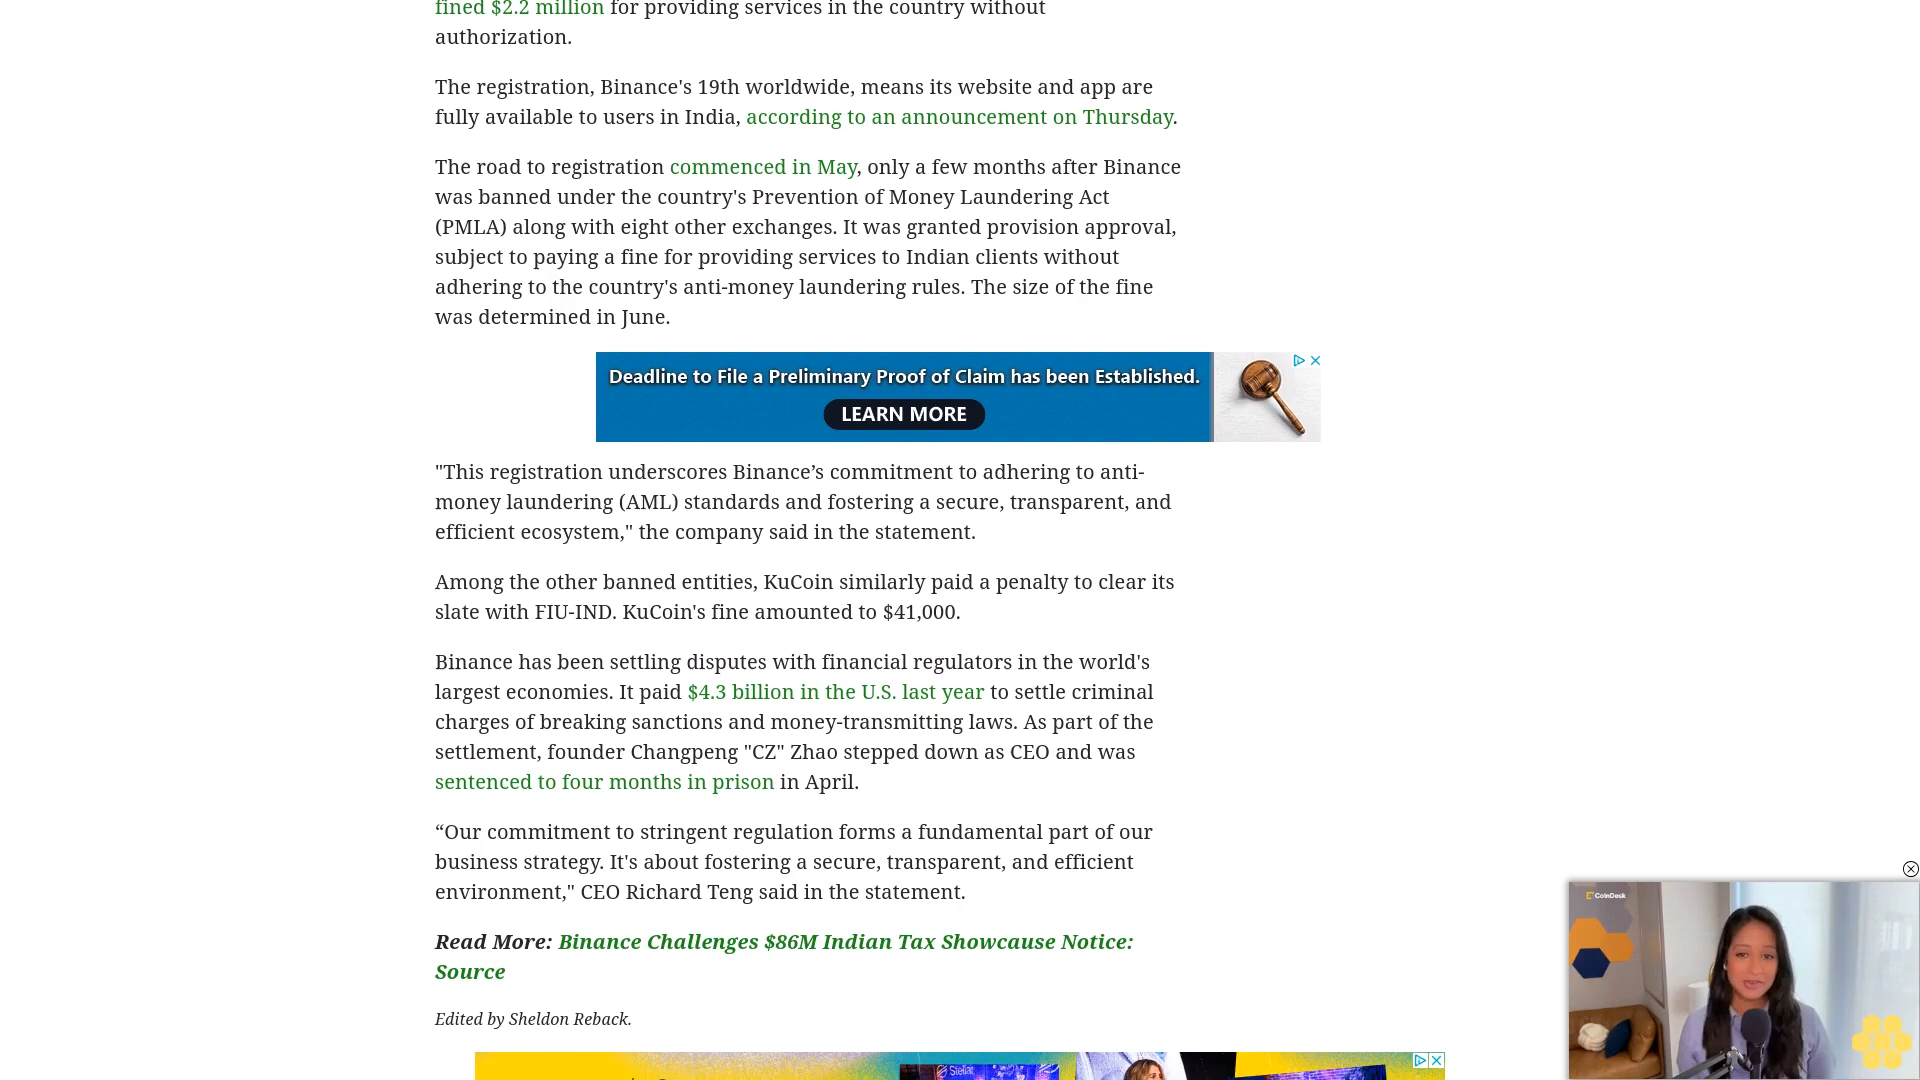 fined $2.2 million for providing services in the country without
authorization.
The registration, Binance's 19th worldwide, means its website and app are
fully available to users in India, according to an announcement on Thursday.
The road to registration commenced in May, only a few months after Binance
was banned under the country's Prevention of Money Laundering Act
(PMLA) along with eight other exchanges. It was granted provision approval,
subject to paying a fine for providing services to Indian clients without
adhering to the country's anti-money laundering rules. The size of the fine
was determined in June.
Deadline to File a Preliminary Proof of Claim has been Established.
LEARN MORE
"This registration underscores Binance’s commitment to adhering to anti-
money laundering (AML) standards and fostering a secure, transparent, and
efficient ecosystem," the company said in the statement.
Among the other banned entities, KuCoin similarly paid a penalty to clear its
slate with FIU-IND. KuCoin's fine amounted to $41,000.
Binance has been settling disputes with financial regulators in the world's
largest economies. It paid $4.3 billion in the U.S. last year to settle criminal
charges of breaking sanctions and money-transmitting laws. As part of the
settlement, founder Changpeng "CZ" Zhao stepped down as CEO and was
sentenced to four months in prison in April.
“Our commitment to stringent regulation forms a fundamental part of our
business strategy. It's about fostering a secure, transparent, and efficient
environment," CEO Richard Teng said in the statement.
CoinDesk
Read More: Binance Challenges $86M Indian Tax Showcause Notice:
Source
Edited by Sheldon Reback.
Stellar